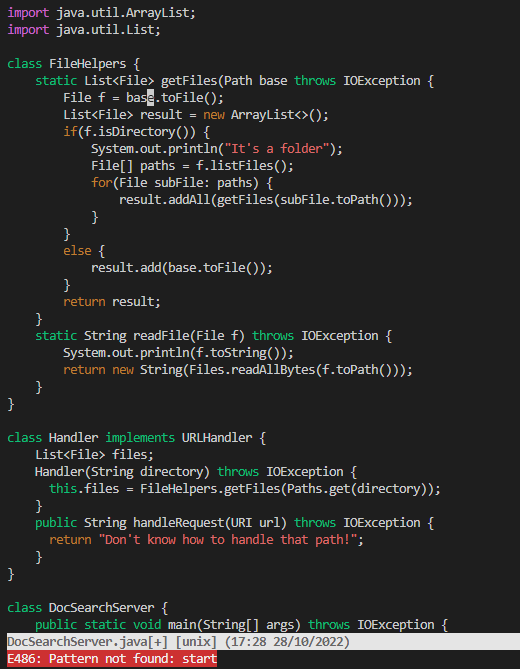 import java.util.ArrayList;
import java.util.List;

class FileHelpers {
    static List<File> getFiles(Path base throws IOException {
        File f = base.toFile();
        List<File> result = new ArrayList<>();
        if(f.isDirectory()) {
            System.out.println("It's a folder");
            File[] paths = f.listFiles();
            for(File subFile: paths) {
                result.addAll(getFiles(subFile.toPath()));
            }
        }
        else {
            result.add(base.toFile());
        }
        return result;
    }
    static String readFile(File f) throws IOException {
        System.out.println(f.toString());
        return new String(Files.readAllBytes(f.toPath()));
    }
}

class Handler implements URLHandler {
    List<File> files;
    Handler(String directory) throws IOException {
      this.files = FileHelpers.getFiles(Paths.get(directory));
    }
    public String handleRequest(URI url) throws IOException {
      return "Don't know how to handle that path!";
    }
}

class DocSearchServer {
    public static void main(String[] args) throws IOException {
DocSearchServer.java[+] [unix] (17:28 28/10/2022)
E486: Pattern not found: start